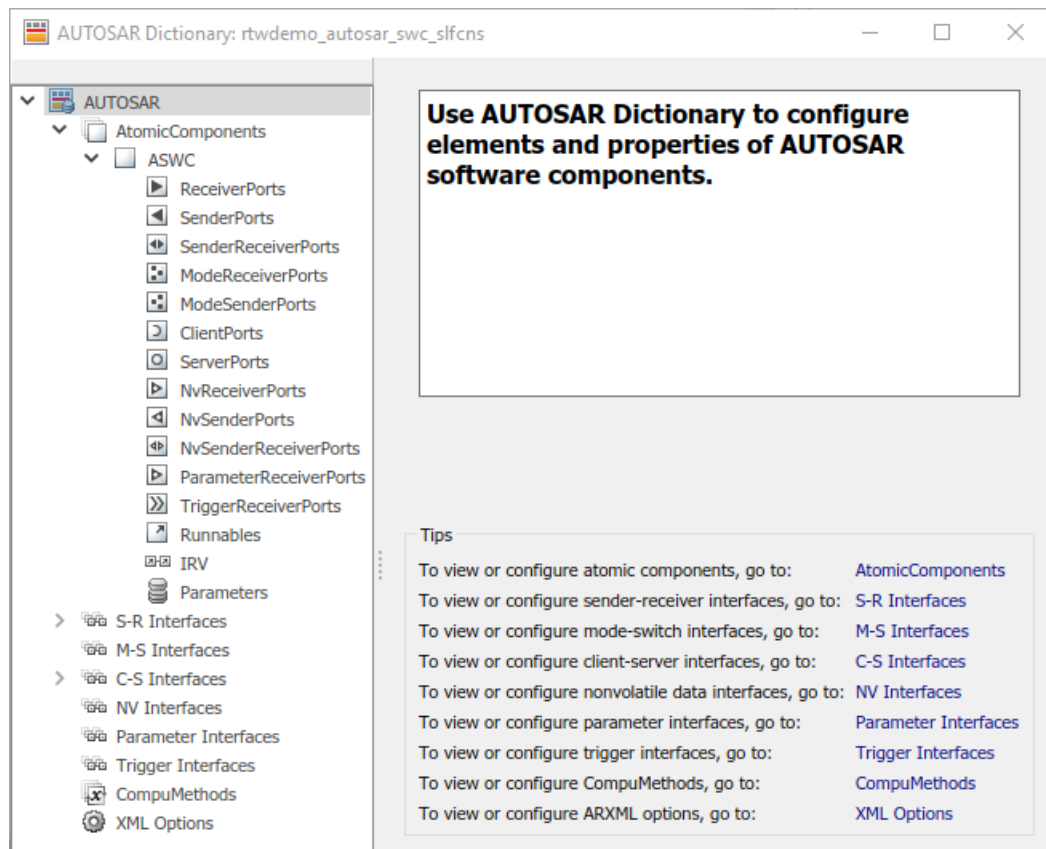 AUTOSAR Dictionary: rtwdemo_autosar_swc_slfcns
AUTOSAR
AtomicComponents
ASWC
ReceiverPorts
SenderPorts
SenderReceiverPorts
ModeReceiverPorts
ModeSenderPorts
ClientPorts
ServerPorts
NvReceiverPorts
NvSenderPorts
NvSenderReceiverPorts
ParameterReceiverPorts
TriggerReceiverPorts
Runnables
IRV
Parameters
S-R Interfaces
M-S Interfaces
C-S Interfaces
NV Interfaces
Parameter Interfaces
Trigger Interfaces
CompuMethods
XML Options
Use AUTOSAR Dictionary to configure
elements and properties of AUTOSAR
software components.
Tips
To view or configure atomic components, go to: AtomicComponents
To view or configure sender-receiver interfaces, go to: S-R Interfaces
To view or configure mode-switch interfaces, go to: M-S Interfaces
To view or configure client-server interfaces, go to: C-S Interfaces
To view or configure nonvolatile data interfaces, go to: NV Interfaces
To view or configure parameter interfaces, go to: Parameter Interfaces
To view or configure trigger interfaces, go to: Trigger Interfaces
To view or configure CompuMethods, go to: CompuMethods
To view or configure ARXML options, go to: XML Options